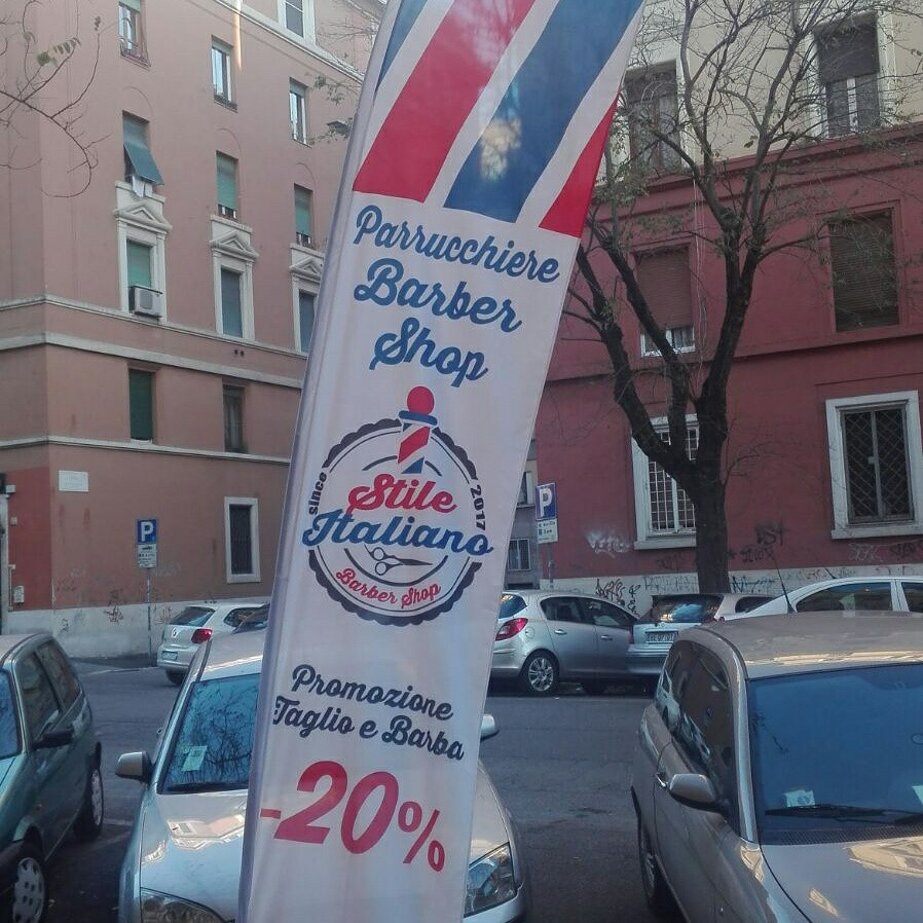 Parrucchiere
Barber
Shop
since 2017
Stile
Italiano
Barber Shop
Promozione
Taglio e Barba
-20%
P
P